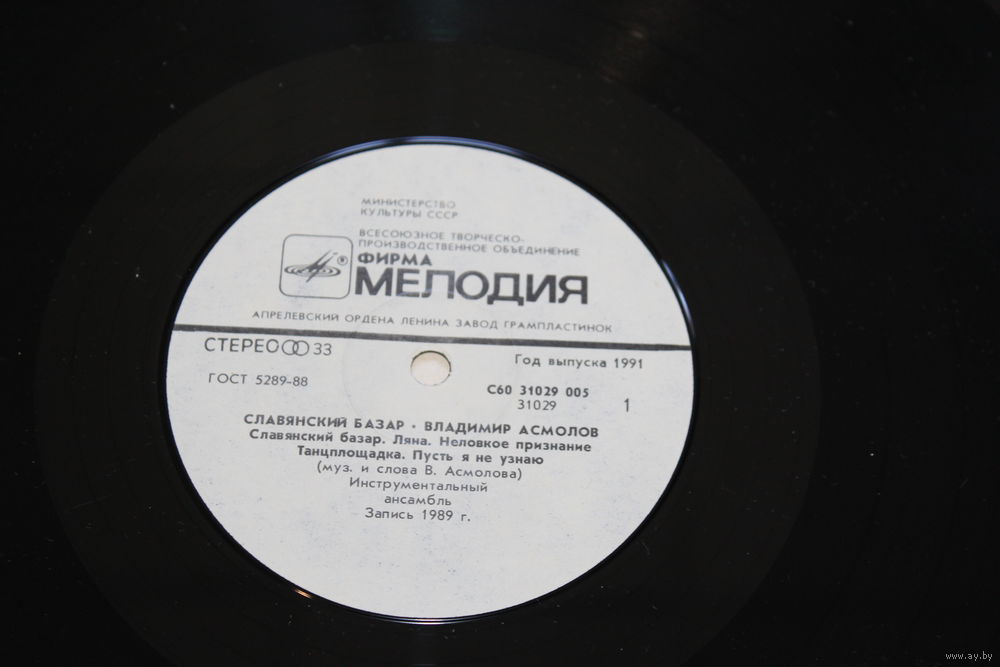 МИНИСТЕРСТВО
КУЛЬТУРЫ СССР
ВСЕСОЮЗНОЕ ТВОРЧЕСКО-
ПРОИЗВОДСТВЕННОЕ ОБЪЕДИНЕНИЕ
ФИРМА
®
МЕЛОДИЯ
АПРЕЛЕВСКИЙ ОРДЕНА ЛЕНИНА ЗАВОД ГРАМПЛАСТИНОК
СТЕРЕО 33
Год выпуска 1991
ГОСТ 5289-88
С60 31029 005
31029
1
СЛАВЯНСКИЙ БАЗАР · ВЛАДИМИР АСМОЛОВ
Славянский базар. Ляна. Неловкое признание
Танцплощадка. Пусть я не узнаю
(муз. и слова В. Асмолова)
Инструментальный
ансамбль
Запись 1989 г.
www.ay.by